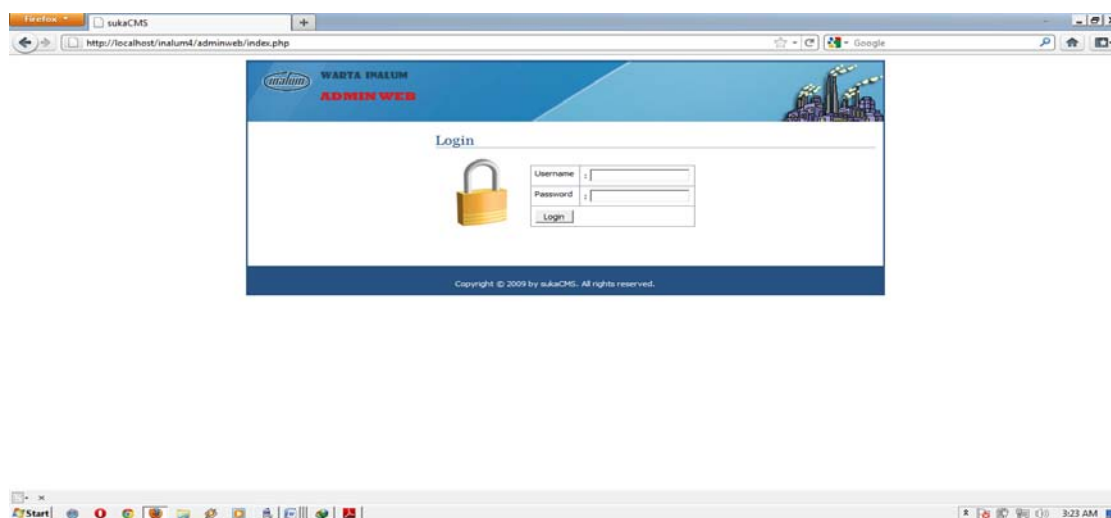 Firefox
sukaCMS
http://localhost/inalum4/adminweb/index.php
Google
inalum
WARTA INALUM
ADMIN WEB
Login
Username :
Password :
Login
Copyright © 2009 by sukaCMS. All rights reserved.
Start
3:23 AM